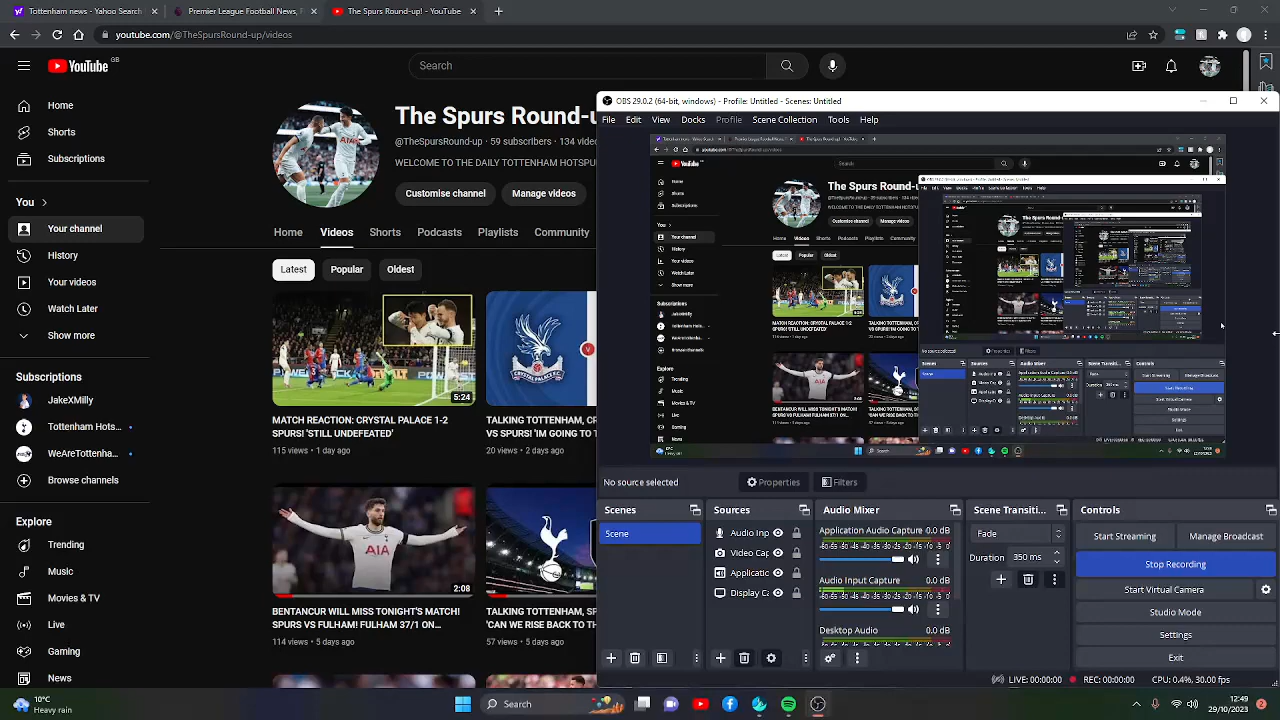 Tottenham news - Yahoo Search
Premier League Football News, F
The Spurs Round-up! - YouTube
youtube.com/@TheSpursRound-up/videos
YouTube
GB
Search
Home
Shorts
Subscriptions
You
Your channel
History
Your videos
Watch Later
Show more
Subscriptions
JakeXMilly
WeAreTottenha...
Browse channels
Explore
Trending
Music
Movies & TV
Live
Gaming
News
The Spurs Round-u
@TheSpursRound-up · 59 subscribers · 134 videos
WELCOME TO THE DAILY TOTTENHAM HOTSPUR
Customise channel
Manage videos
Home
Videos
Shorts
Podcasts
Playlists
Community
Latest
Popular
Oldest
5:23
MATCH REACTION: CRYSTAL PALACE 1-2
SPURS! 'STILL UNDEFEATED'
115 views • 1 day ago
TALKING TOTTENHAM, CR
VS SPURS! 'IM GOING TO
20 views • 2 days ago
AIA
2:08
BENTANCUR WILL MISS TONIGHT'S MATCH!
SPURS VS FULHAM! FULHAM 37/1 ON...
114 views • 5 days ago
TALKING TOTTENHAM, SP
'CAN WE RISE BACK TO TH
57 views • 5 days ago
OBS 29.0.2 (64-bit, windows) - Profile: Untitled - Scenes: Untitled
File
Edit
View
Docks
Profile
Scene Collection
Tools
Help
No source selected
Properties
Filters
Scenes
Scene
Sources
Audio Inp
Video Cap
Applicatio
Display C
Audio Mixer
Application Audio Capture
0.0 dB
Audio Input Capture
0.0 dB
Desktop Audio
0.0 dB
Scene Transiti...
Fade
Duration
350 ms
Controls
Start Streaming
Manage Broadcast
Stop Recording
Start Virtual Camera
Studio Mode
Settings
Exit
LIVE: 00:00:00
REC: 00:00:00
CPU: 0.4%, 30.00 fps
10°C
Heavy rain
Search
12:49
29/10/2023
2